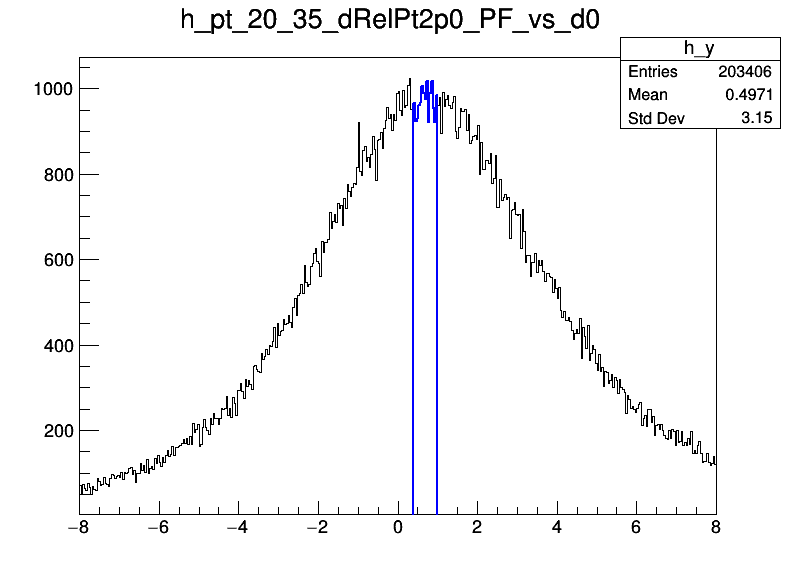 h_pt_20_35_dRelPt2p0_PF_vs_d0
h_y
Entries 203406
Mean 0.4971
Std Dev 3.15
1000
800
600
400
200
−8 −6 −4 −2 0 2 4 6 8